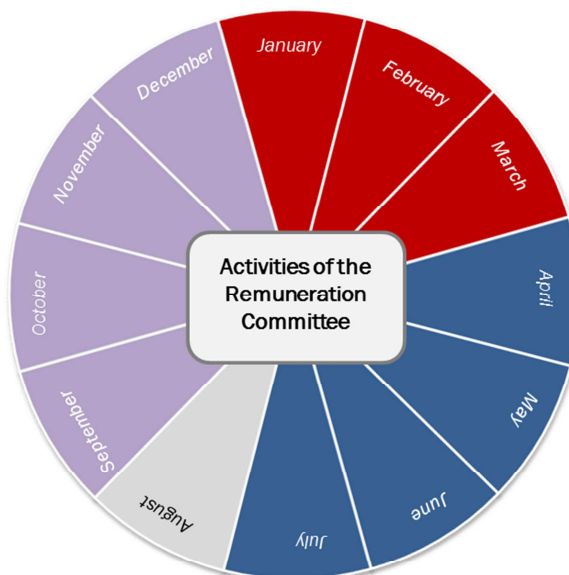 January
February
March
April
May
June
July
August
September
October
November
December
Activities of the
Remuneration
Committee